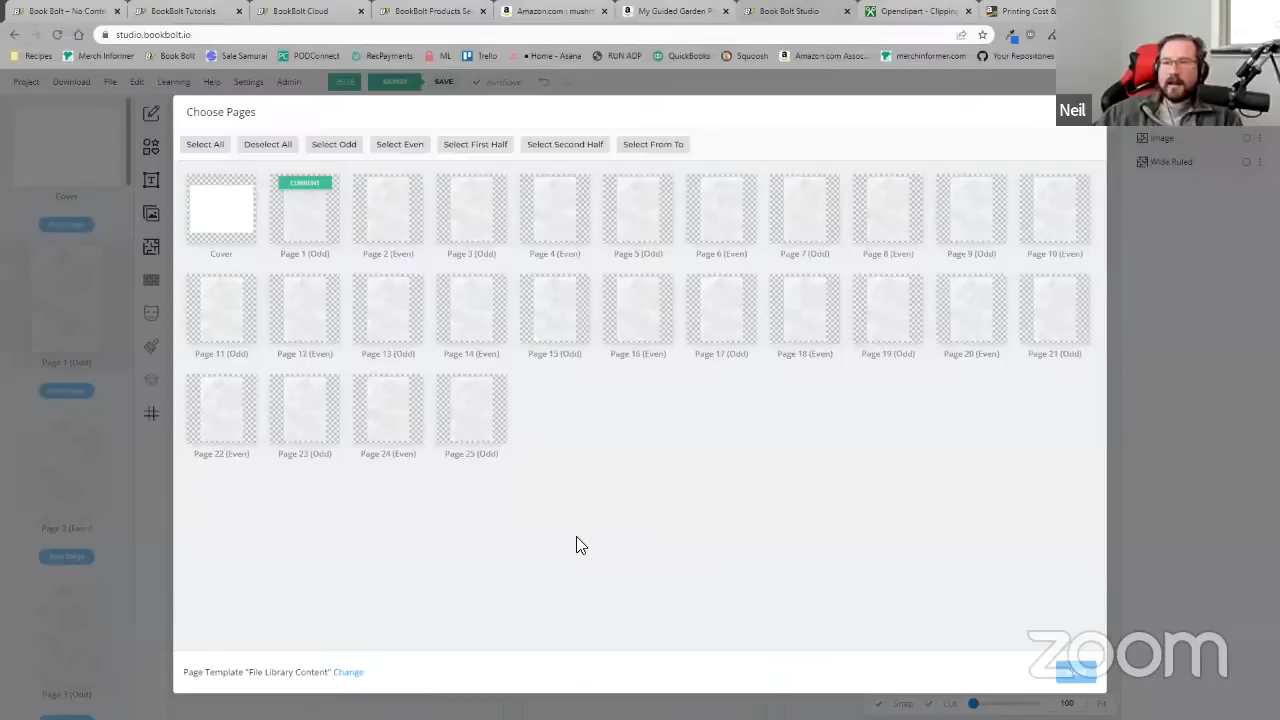 BookBolt – No Conte
BookBolt Tutorials
BookBolt Cloud
BookBolt Products Se
Amazon.com : mushr
My Guided Garden P
BookBolt Studio
Openclipart - Clipping
Printing Cost &
studio.bookbolt.io
Recipes
Merch Informer
Book Bolt
Sale Samurai
PODConnect
RecPayments
ML
Trello
• Home - Asana
RUN ADP
QuickBooks
Squoosh
Amazon.com Assoc...
merchinformer.com
Your Repositories
Project
Download
File
Edit
Learning
Help
Settings
Admin
RESIZE
SAVE
AutoSave
Neil
Choose Pages
Select All
Deselect All
Select Odd
Select Even
Select First Half
Select Second Half
Select From To
Image
Wide Ruled
CURRENT
Cover
Cover
Page 1 (Odd)
Page 2 (Even)
Page 3 (Odd)
Page 4 (Even)
Page 5 (Odd)
Page 6 (Even)
Page 7 (Odd)
Page 8 (Even)
Page 9 (Odd)
Page 10 (Even)
Page 11 (Odd)
Page 12 (Even)
Page 13 (Odd)
Page 14 (Even)
Page 15 (Odd)
Page 16 (Even)
Page 17 (Odd)
Page 18 (Even)
Page 19 (Odd)
Page 20 (Even)
Page 21 (Odd)
Page 1 (Odd)
Page 22 (Even)
Page 23 (Odd)
Page 24 (Even)
Page 25 (Odd)
Page 2 (Even)
Page 3 (Odd)
Page Template "File Library Content" Change
zoom
Snap
100
Fit